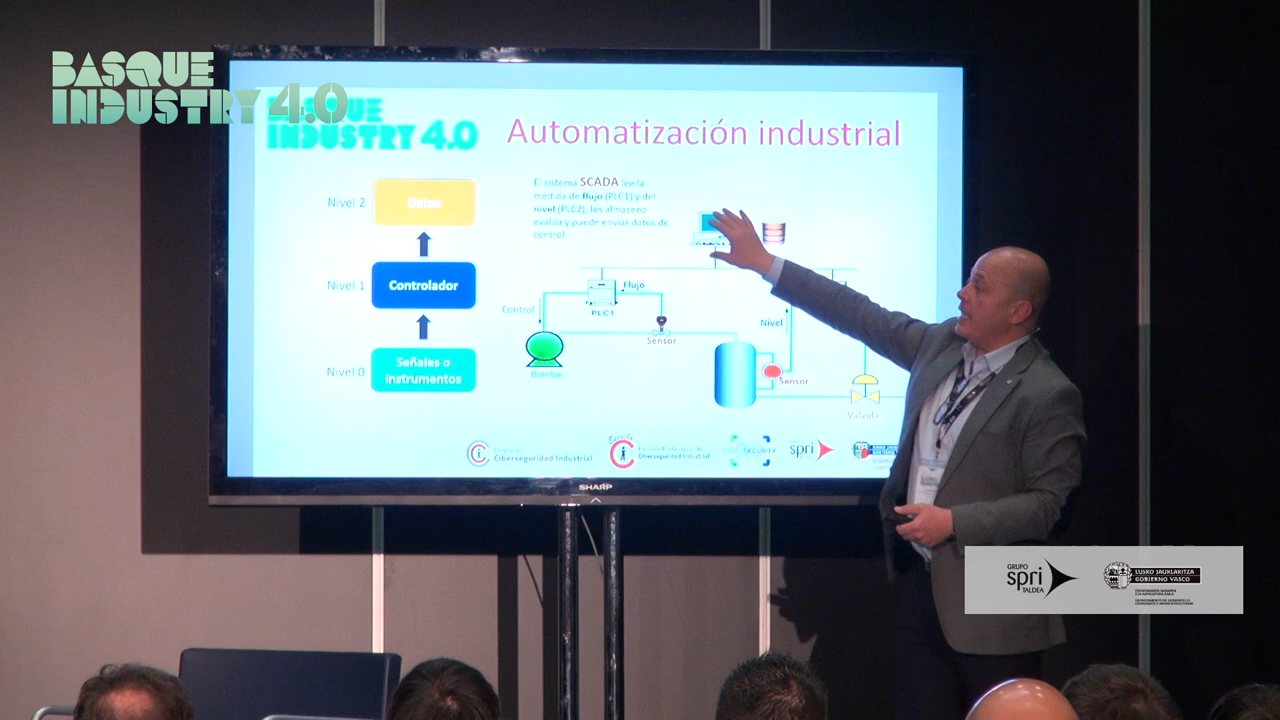 BASQUE
INDUSTRY 4.0
BASQUE
INDUSTRY 4.0
Automatización industrial
Nivel 2
Datos
Nivel 1
Controlador
Nivel 0
Señales o
instrumentos
El sistema SCADA lee la
medida de flujo (PLC1) y del
nivel (PLC2), los almacena
evalúa y puede enviar datos de
control.
Flujo
Control
PLC1
Sensor
Bomba
Nivel
Sensor
Válvula
Ciberseguridad Industrial
Ciberseguridad Industrial
SECURITY
spri
SHARP
GRUPO
spri
TALDEA
EUSKO JAURLARITZA
GOBIERNO VASCO